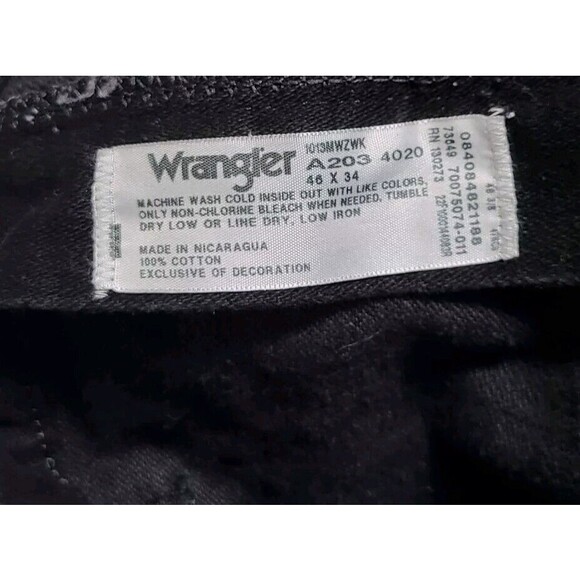 1013MWZWK
Wrangler A203 4020
46 X 34
MACHINE WASH COLD INSIDE OUT WITH LIKE COLORS,
ONLY NON-CHLORINE BLEACH WHEN NEEDED, TUMBLE
DRY LOW OR LINE DRY, LOW IRON
MADE IN NICARAGUA
100% COTTON
EXCLUSIVE OF DECORATION
084084821188
73649 70075074-011
RN 130273